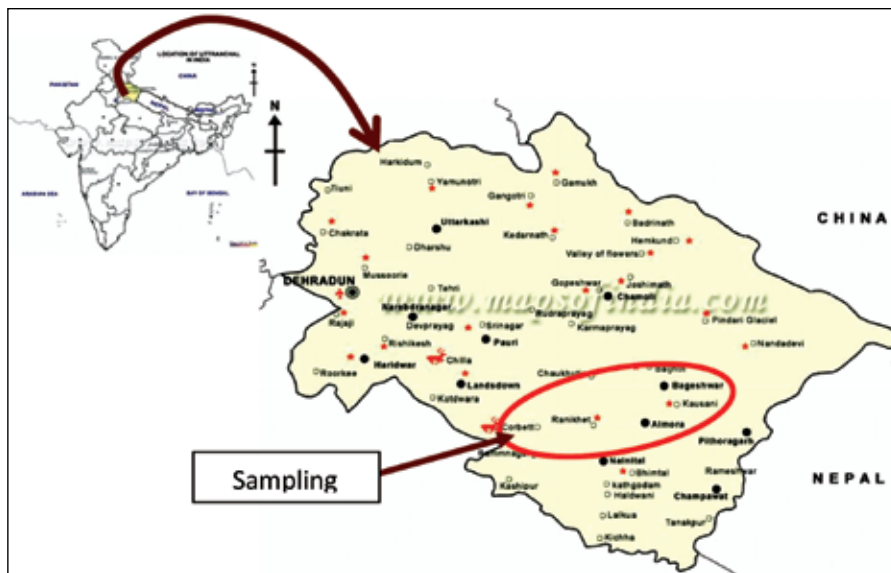 LOCATION OF UTTRANCHAL
IN INDIA
CHINA
PAKISTAN
NEPAL
ARABIAN SEA
BAY OF BENGAL
N
Harkidum
Yamunotri
Tiuni
Gangotri
Gamukh
Uttarkashi
Badrinath
CHINA
Chakrata
Kedarnath
Hemkund
Dharshu
Valley of flowers
Mussoorie
DEHRADUN
Tehri
Gopeshwar
Joshimath
Chamoli
www.mapsofindia.com
Narendranagar
Rudraprayag
Rajaji
Devprayag
Srinagar
Karnaprayag
Pindari Glaciel
Rishikesh
Pauri
Nandadevi
Roorkee
Haridwar
Chilla
Landsdown
Bageshwar
Kotdwara
Kausani
Ranikhet
Corbett
Almora
Pithoragarh
Nainital
Sampling
Bhimtal
Rameshwar
NEPAL
Kashipur
kathgodam
Haldwani
Champawat
Lalkua
Tanakpur
Kichha